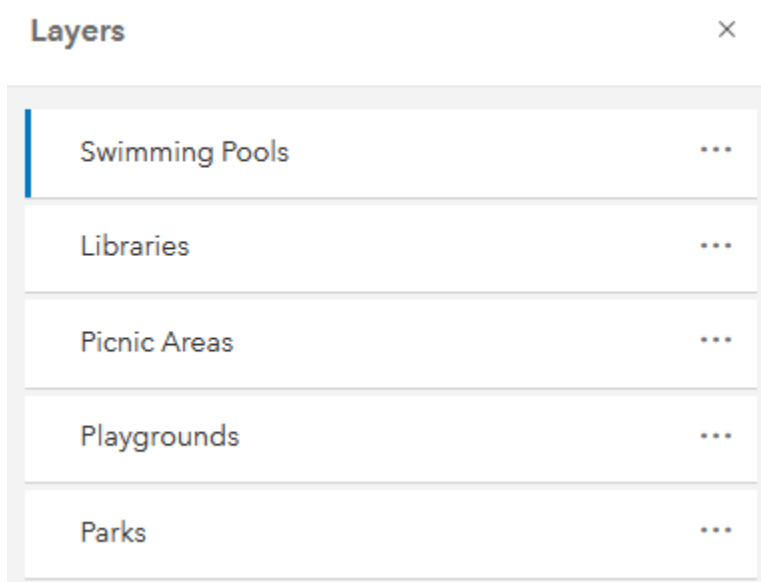 Layers
Swimming Pools
Libraries
Picnic Areas
Playgrounds
Parks